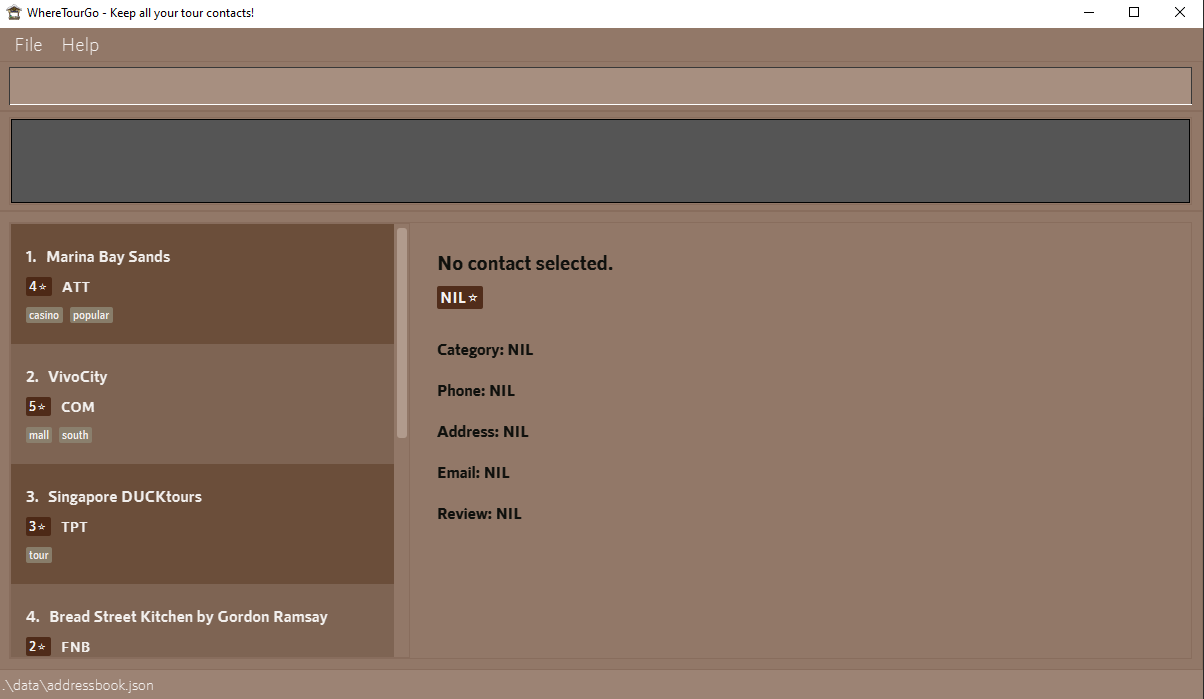 WhereTourGo - Keep all your tour contacts!
File Help
1. Marina Bay Sands
4☆ ATT
casino popular
2. VivoCity
5☆ COM
mall south
3. Singapore DUCKtours
3☆ TPT
tour
4. Bread Street Kitchen by Gordon Ramsay
2☆ FNB
No contact selected.
NIL☆
Category: NIL
Phone: NIL
Address: NIL
Email: NIL
Review: NIL
.\data\addressbook.json